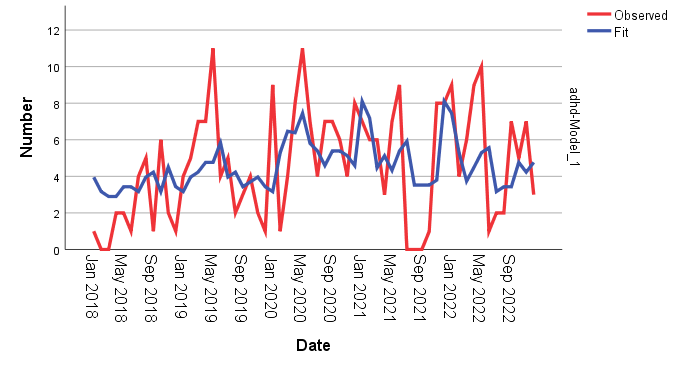 Observed
Fit
adhd-Model_1
Number
12
10
8
6
4
2
0
Jan 2018
May 2018
Sep 2018
Jan 2019
May 2019
Sep 2019
Jan 2020
May 2020
Sep 2020
Jan 2021
May 2021
Sep 2021
Jan 2022
May 2022
Sep 2022
Date